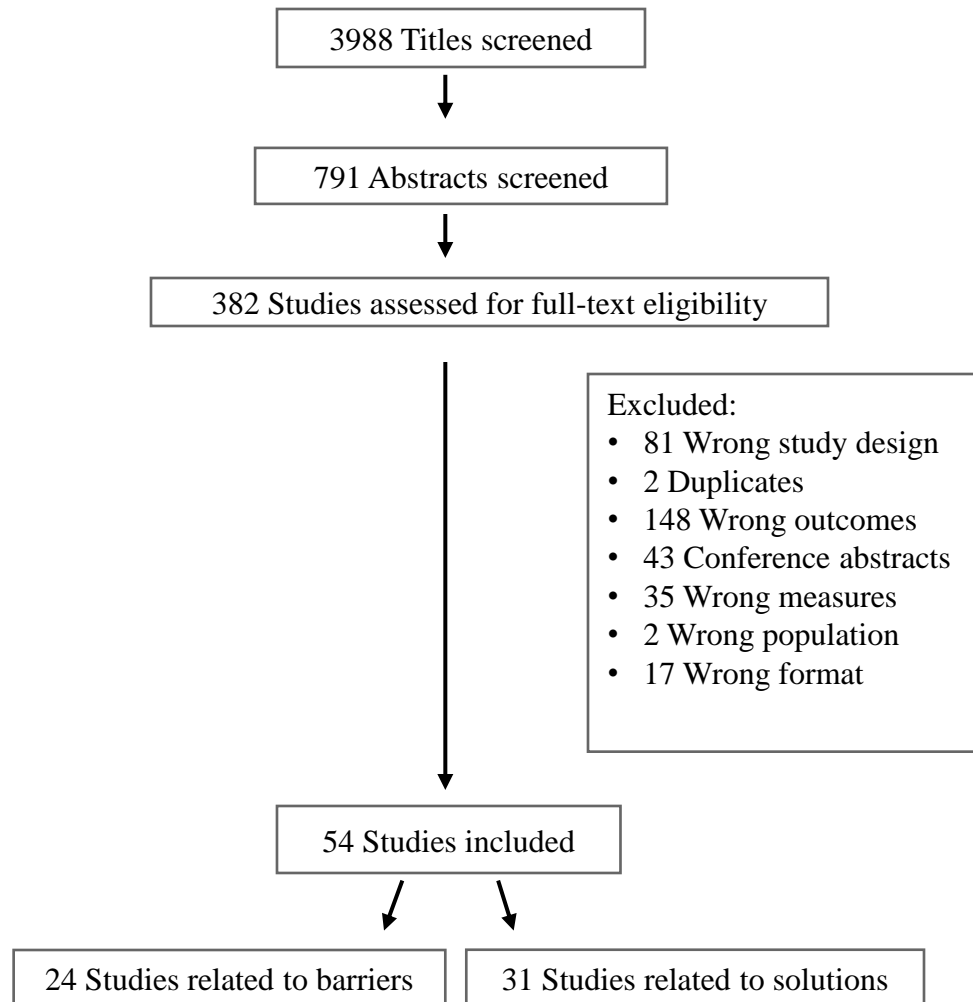 3988 Titles screened
791 Abstracts screened
382 Studies assessed for full-text eligibility
Excluded:
• 81 Wrong study design
• 2 Duplicates
• 148 Wrong outcomes
• 43 Conference abstracts
• 35 Wrong measures
• 2 Wrong population
• 17 Wrong format
54 Studies included
24 Studies related to barriers
31 Studies related to solutions